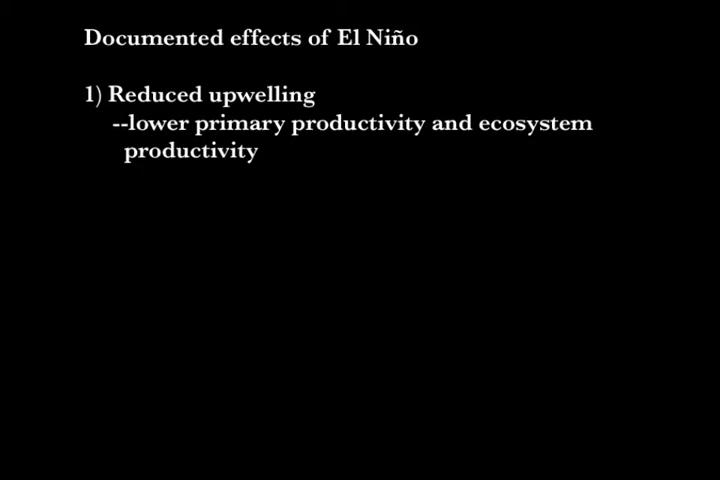 Documented effects of El Niño
1) Reduced upwelling
--lower primary productivity and ecosystem
productivity